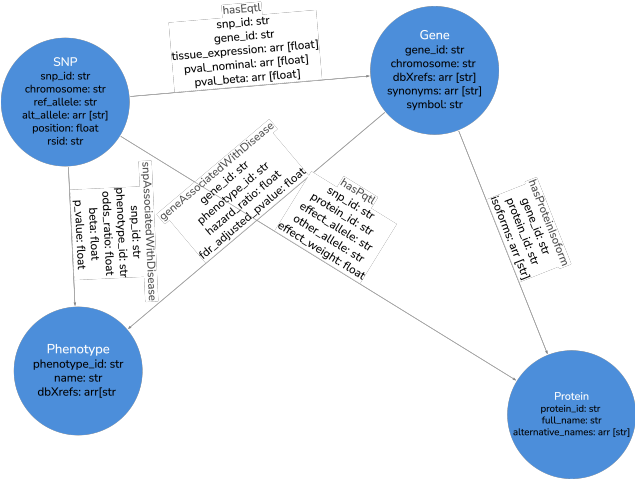 hasEqtl
snp_id: str
gene_id: str
tissue_expression: arr [float]
pval_nominal: arr [float]
pval_beta: arr [float]
SNP
snp_id: str
chromosome: str
ref_allele: str
alt_allele: arr [str]
position: float
rsid: str
Gene
gene_id: str
chromosome: str
dbXrefs: arr [str]
synonyms: arr [str]
symbol: str
snpAssociatedWithDisease
snp_id: str
phenotype_id: str
odds_ratio: float
beta: float
p_value: float
geneAssociatedWithDisease
gene_id: str
phenotype_id: str
hazard_ratio: float
fdr_adjusted_pvalue: float
hasPqtl
snp_id: str
protein_id: str
effect_allele: str
other_allele: str
effect_weight: float
hasProteinIsoform
gene_id: str
protein_id: str
isoforms: arr [str]
Phenotype
phenotype_id: str
name: str
dbXrefs: arr[str
Protein
protein_id: str
full_name: str
alternative_names: arr [str]